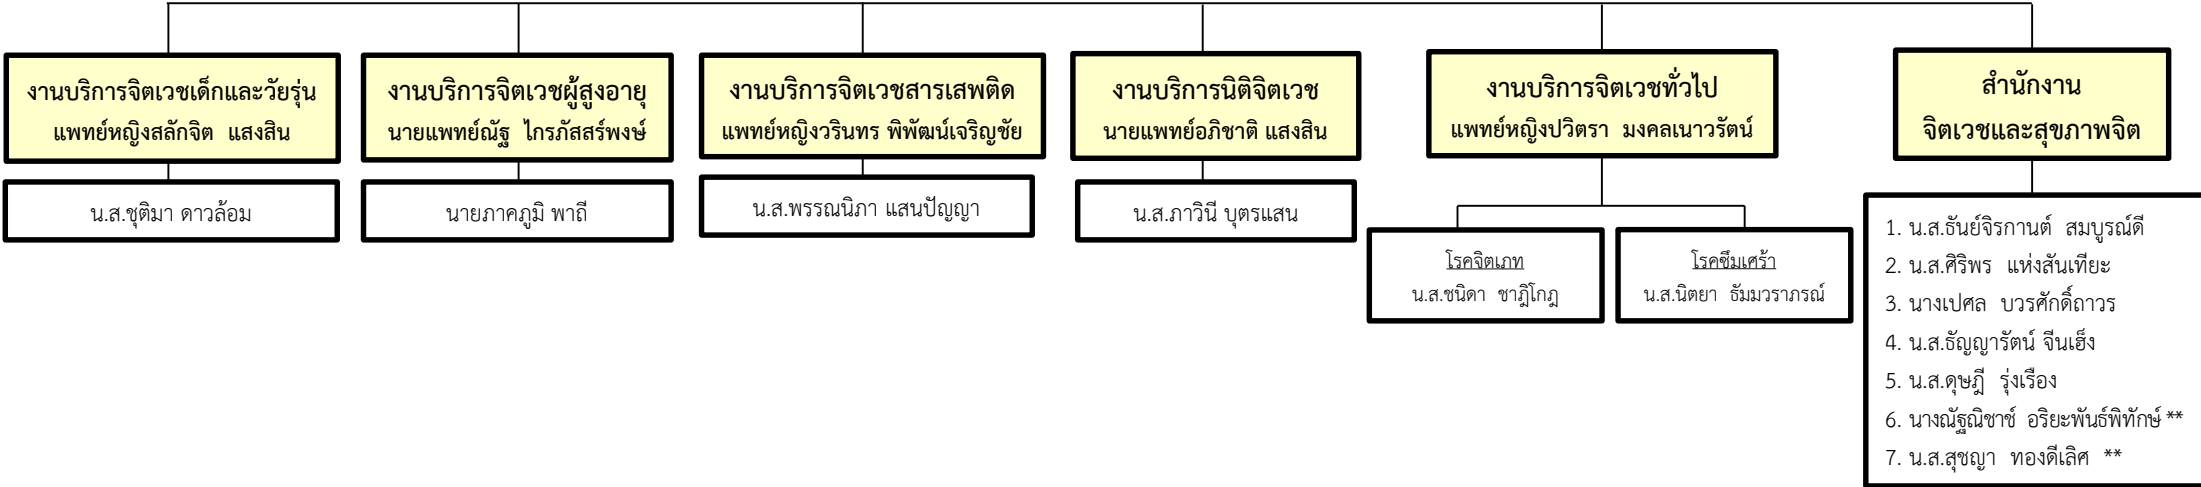 งานบริการจิตเวชเด็กและวัยรุ่น
แพทย์หญิงสลักจิต แสงสิน
น.ส.ชุติมา ดาวล้อม
งานบริการจิตเวชผู้สูงอายุ
นายแพทย์ณัฐ ไกรภัสสร์พงษ์
นายภาคภูมิ พาถี
งานบริการจิตเวชสารเสพติด
แพทย์หญิงวรินทร พิพัฒน์เจริญชัย
น.ส.พรรณนิภา แสนปัญญา
งานบริการนิติจิตเวช
นายแพทย์อภิชาติ แสงสิน
น.ส.ภาวินี บุตรแสน
งานบริการจิตเวชทั่วไป
แพทย์หญิงปวิตรา มงคลเนาวรัตน์
โรคจิตเภท
น.ส.ชนิดา ชาฎิโกฎ
โรคซึมเศร้า
น.ส.นิตยา ธัมมวราภรณ์
สำนักงาน
จิตเวชและสุขภาพจิต
1. น.ส.ธันย์จิรกานต์ สมบูรณ์ดี
2. น.ส.ศิริพร แห่งสันเทียะ
3. นางเปศล บวรศักดิ์ถาวร
4. น.ส.ธัญญารัตน์ จีนเฮ็ง
5. น.ส.ดุษฎี รุ่งเรือง
6. นางณัฐณิชาช์ อริยะพันธ์พิทักษ์ **
7. น.ส.สุชญา ทองดีเลิศ **